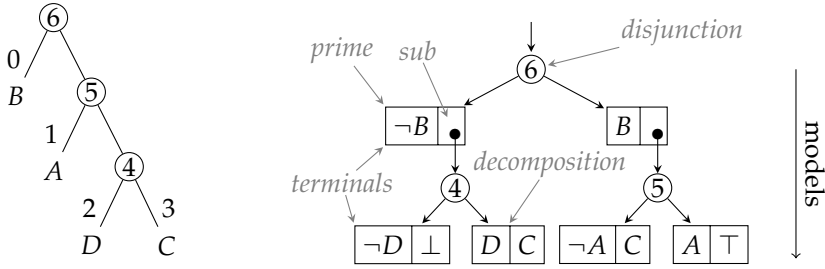 6
0
B
5
1
A
4
2
3
D
C
disjunction
prime
sub
6
¬B
B
decomposition
terminals
4
5
¬D ⊥
D C
¬A C
A ⊤
models